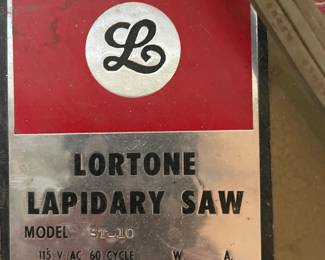 L
LORTONE
LAPIDARY SAW
MODEL ST-10
115 V AC 60 CYCLE W. A.